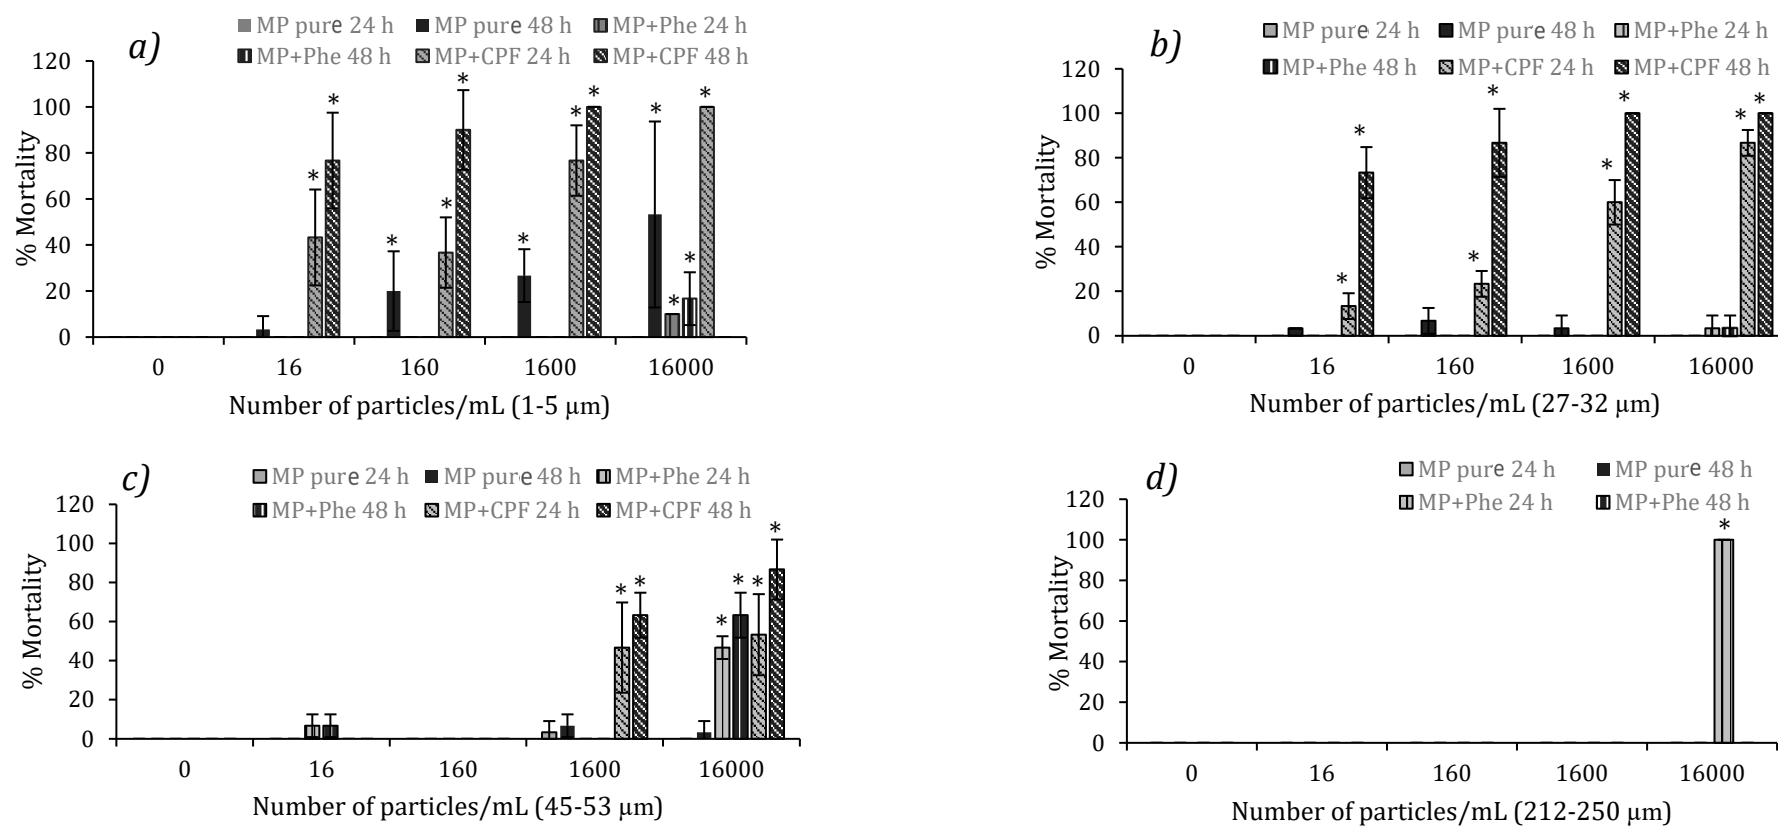 a)
MP pure 24 h MP pure 48 h MP+Phe 24 h
MP+Phe 48 h MP+CPF 24 h MP+CPF 48 h
120
100
80
60
40
20
0
% Mortality
* * * * * * * * * * * * *
0 16 160 1600 16000
Number of particles/mL (1-5 µm)
b)
MP pure 24 h MP pure 48 h MP+Phe 24 h
MP+Phe 48 h MP+CPF 24 h MP+CPF 48 h
120
100
80
60
40
20
0
% Mortality
* * * * * * * *
0 16 160 1600 16000
Number of particles/mL (27-32 µm)
c)
MP pure 24 h MP pure 48 h MP+Phe 24 h
MP+Phe 48 h MP+CPF 24 h MP+CPF 48 h
120
100
80
60
40
20
0
% Mortality
* * * * * *
0 16 160 1600 16000
Number of particles/mL (45-53 µm)
d)
MP pure 24 h MP pure 48 h
MP+Phe 24 h MP+Phe 48 h
120
100
80
60
40
20
0
% Mortality
*
0 16 160 1600 16000
Number of particles/mL (212-250 µm)